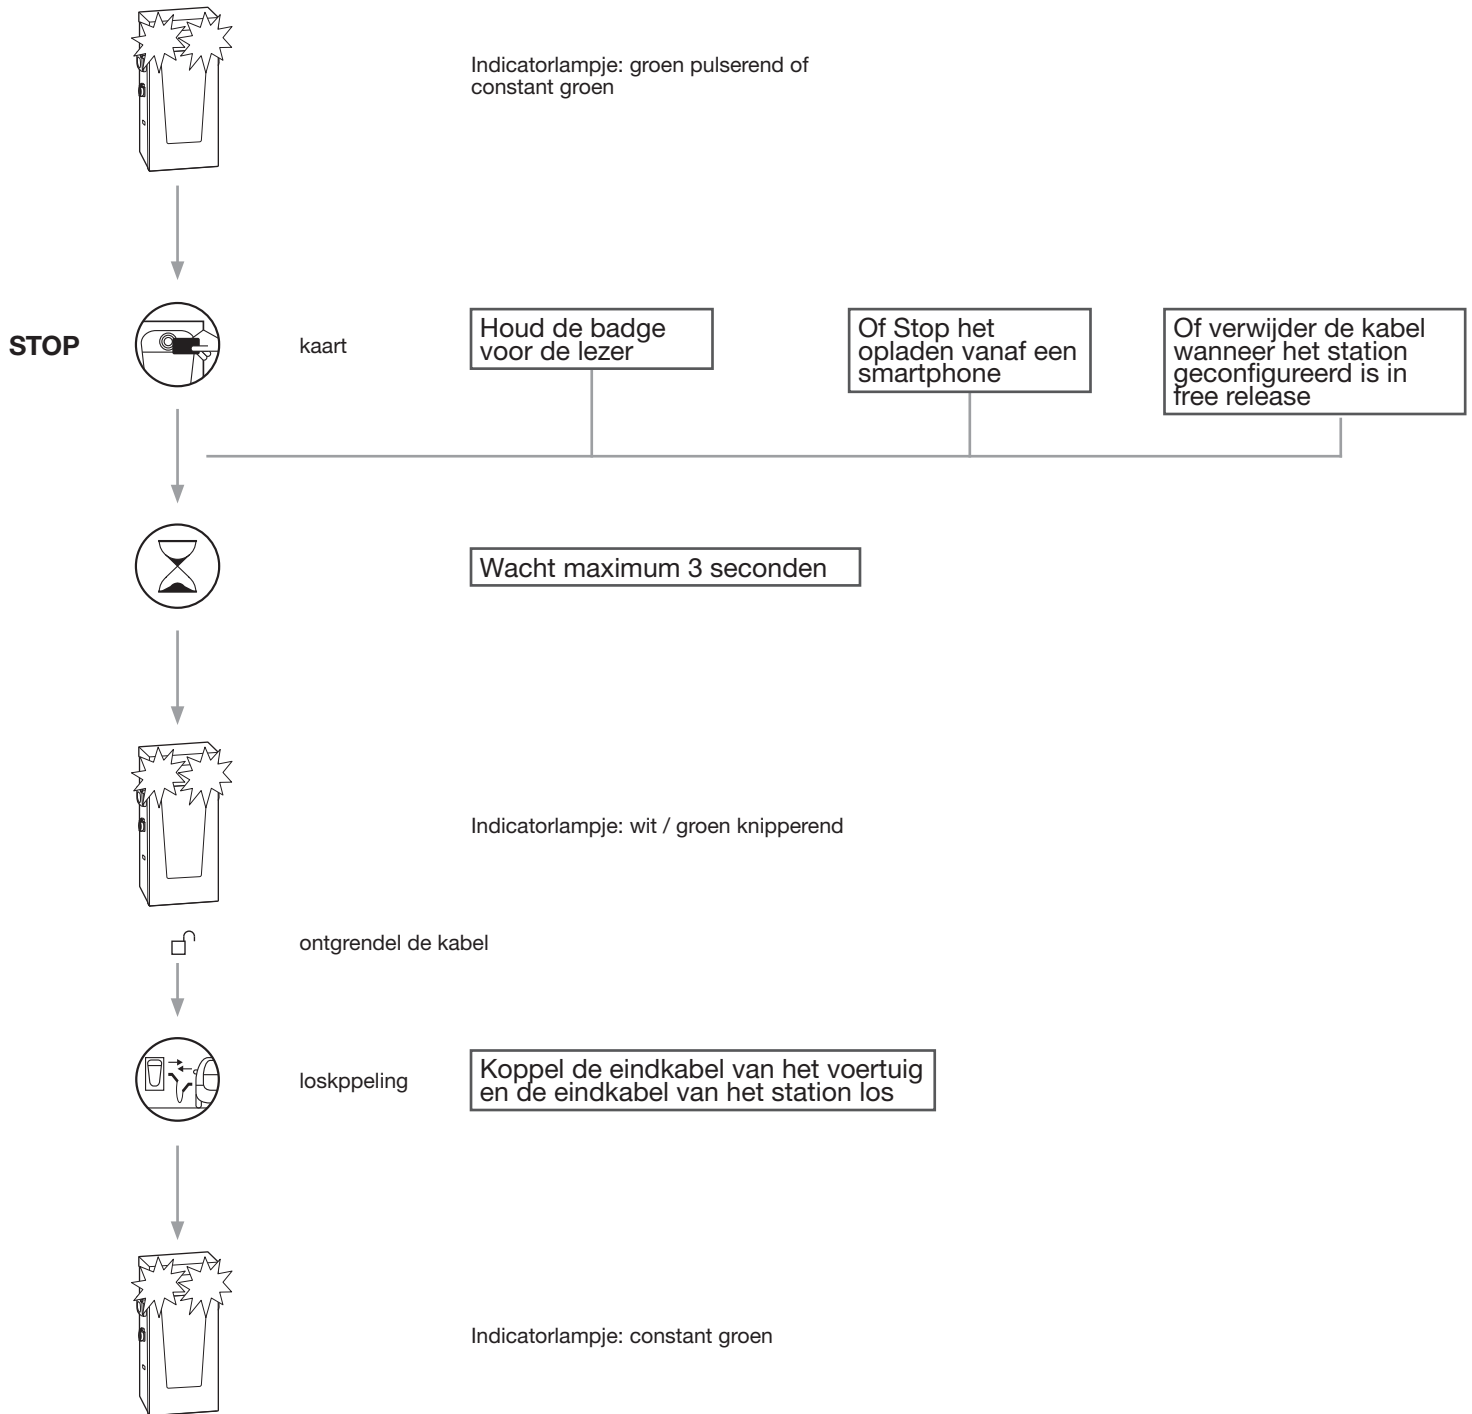 Indicatorlampje: groen pulserend of
constant groen
STOP
kaart
Houd de badge
voor de lezer
Of Stop het
opladen vanaf een
smartphone
Of verwijder de kabel
wanneer het station
geconfigureerd is in
free release
Wacht maximum 3 seconden
Indicatorlampje: wit / groen knipperend
ontgrendel de kabel
loskppeling
Koppel de eindkabel van het voertuig
en de eindkabel van het station los
Indicatorlampje: constant groen